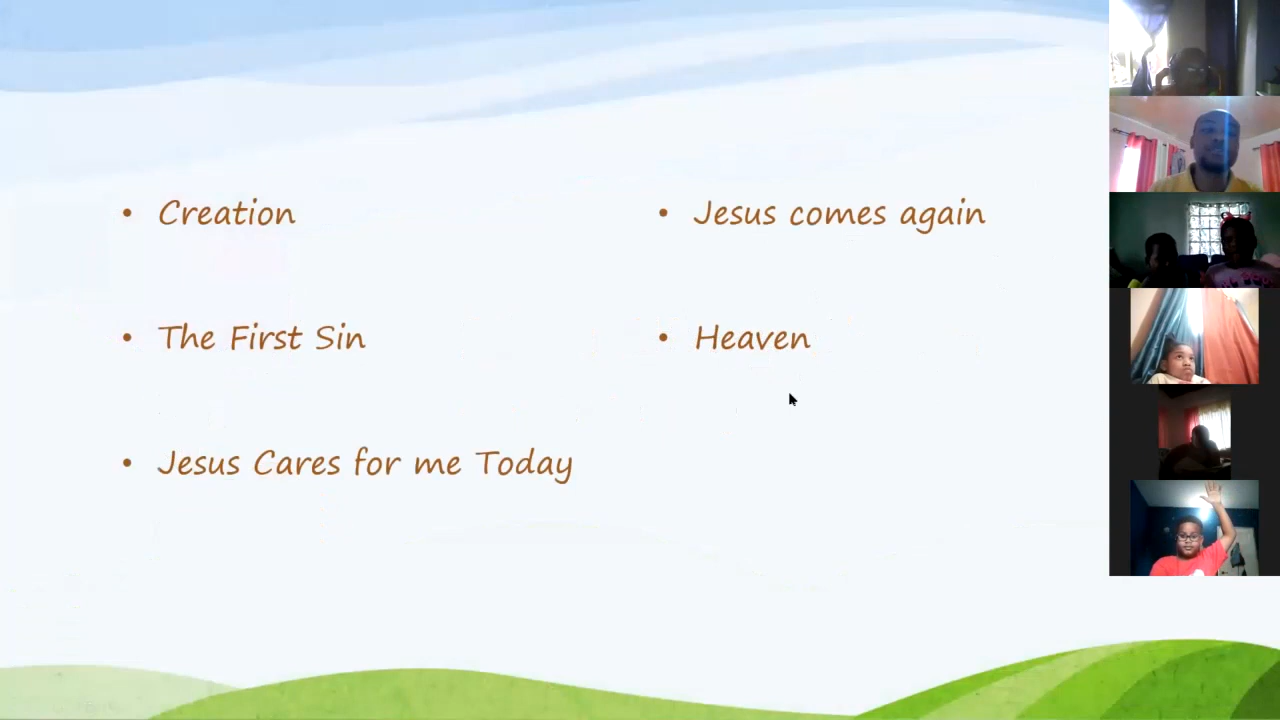 Creation
The First Sin
Jesus Cares for me Today
Jesus comes again
Heaven